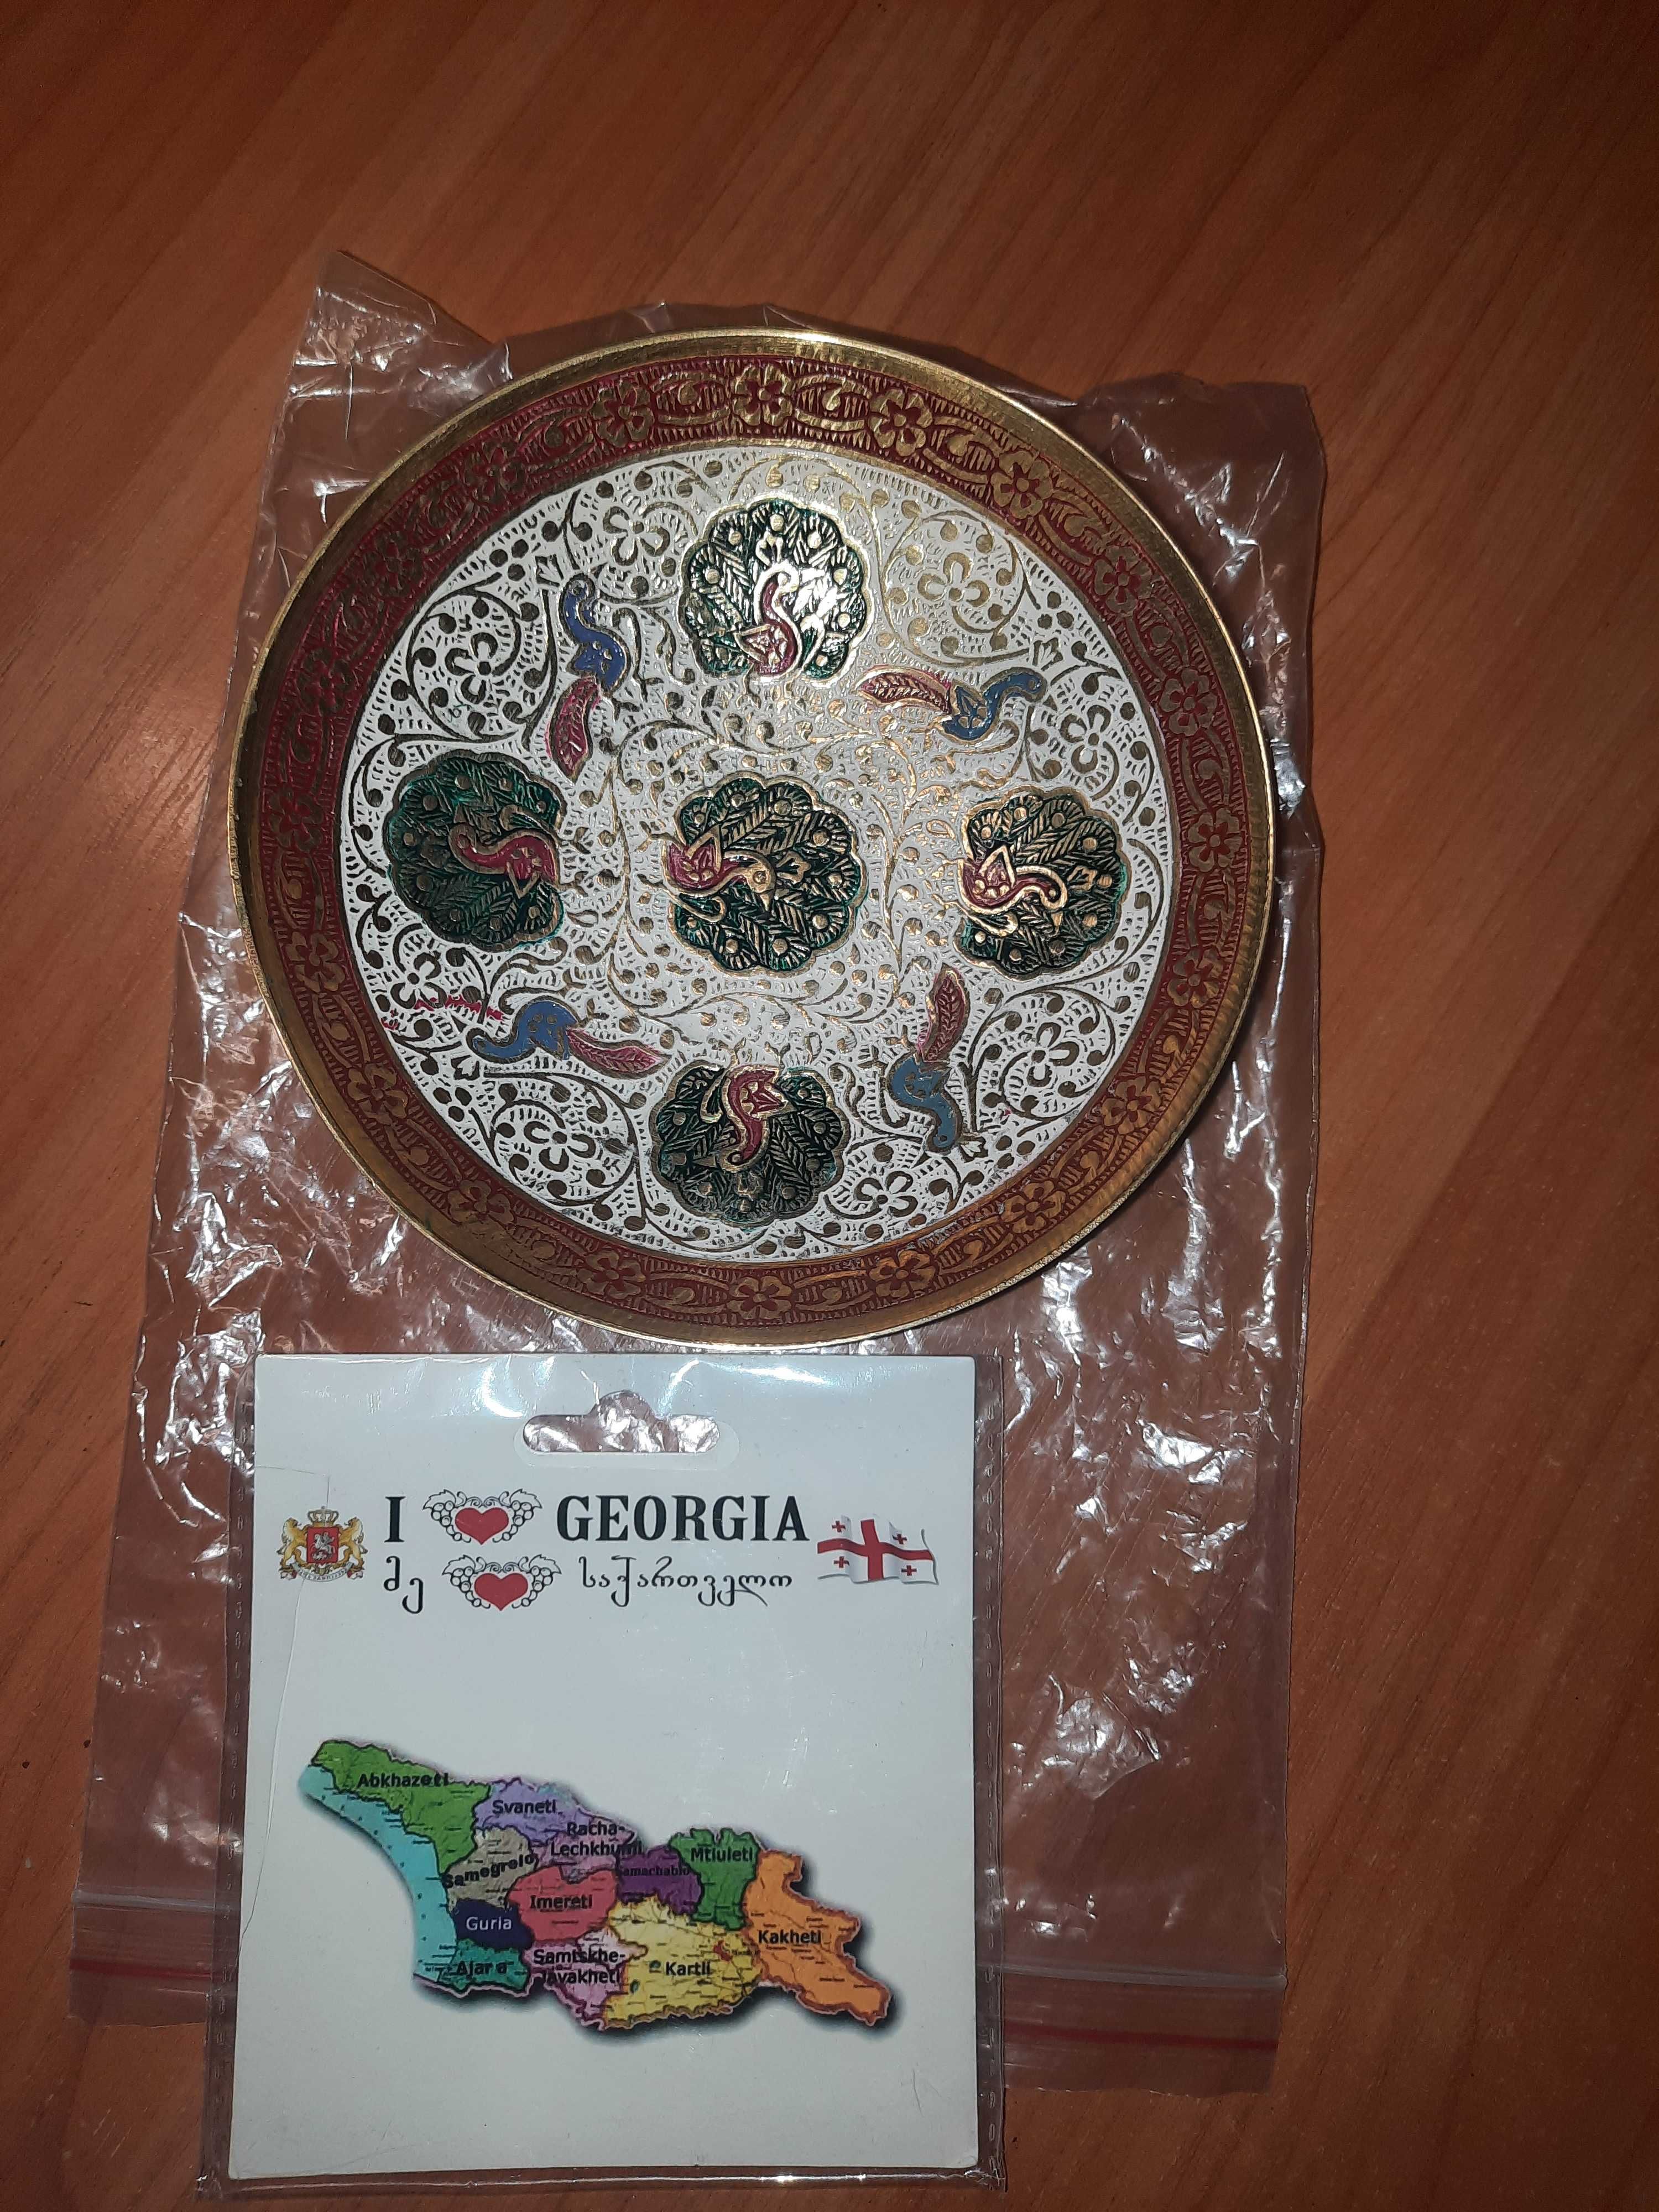 I GEORGIA
მე საქართველო
Abkhazeti
Svaneti
Racha-
Lechkhumi
Mtiuleti
Samegrelo
Samachablo
Imereti
Guria
Kakheti
Samtskhe-
Javakheti
Ajara
Kartli